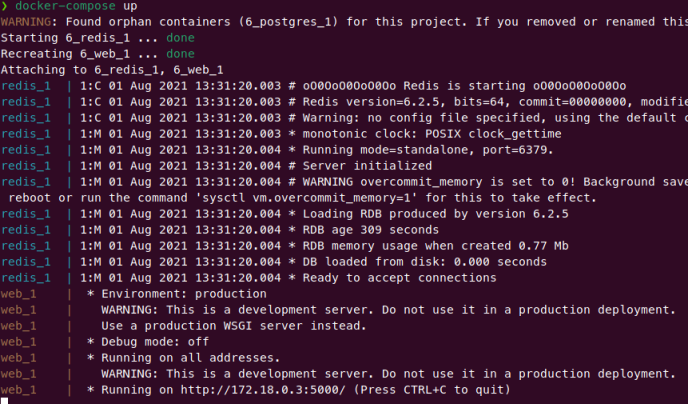 ❯ docker-compose up
WARNING: Found orphan containers (6_postgres_1) for this project. If you removed or renamed this
Starting 6_redis_1 ... done
Recreating 6_web_1 ... done
Attaching to 6_redis_1, 6_web_1
redis_1  | 1:C 01 Aug 2021 13:31:20.003 # oO0OoO0OoO0Oo Redis is starting oO0OoO0OoO0Oo
redis_1  | 1:C 01 Aug 2021 13:31:20.003 # Redis version=6.2.5, bits=64, commit=00000000, modifie
redis_1  | 1:C 01 Aug 2021 13:31:20.003 # Warning: no config file specified, using the default c
redis_1  | 1:M 01 Aug 2021 13:31:20.003 * monotonic clock: POSIX clock_gettime
redis_1  | 1:M 01 Aug 2021 13:31:20.004 * Running mode=standalone, port=6379.
redis_1  | 1:M 01 Aug 2021 13:31:20.004 # Server initialized
redis_1  | 1:M 01 Aug 2021 13:31:20.004 # WARNING overcommit_memory is set to 0! Background save
 reboot or run the command 'sysctl vm.overcommit_memory=1' for this to take effect.
redis_1  | 1:M 01 Aug 2021 13:31:20.004 * Loading RDB produced by version 6.2.5
redis_1  | 1:M 01 Aug 2021 13:31:20.004 * RDB age 309 seconds
redis_1  | 1:M 01 Aug 2021 13:31:20.004 * RDB memory usage when created 0.77 Mb
redis_1  | 1:M 01 Aug 2021 13:31:20.004 * DB loaded from disk: 0.000 seconds
redis_1  | 1:M 01 Aug 2021 13:31:20.004 * Ready to accept connections
web_1    |  * Environment: production
web_1    |    WARNING: This is a development server. Do not use it in a production deployment.
web_1    |    Use a production WSGI server instead.
web_1    |  * Debug mode: off
web_1    |  * Running on all addresses.
web_1    |    WARNING: This is a development server. Do not use it in a production deployment.
web_1    |  * Running on http://172.18.0.3:5000/ (Press CTRL+C to quit)